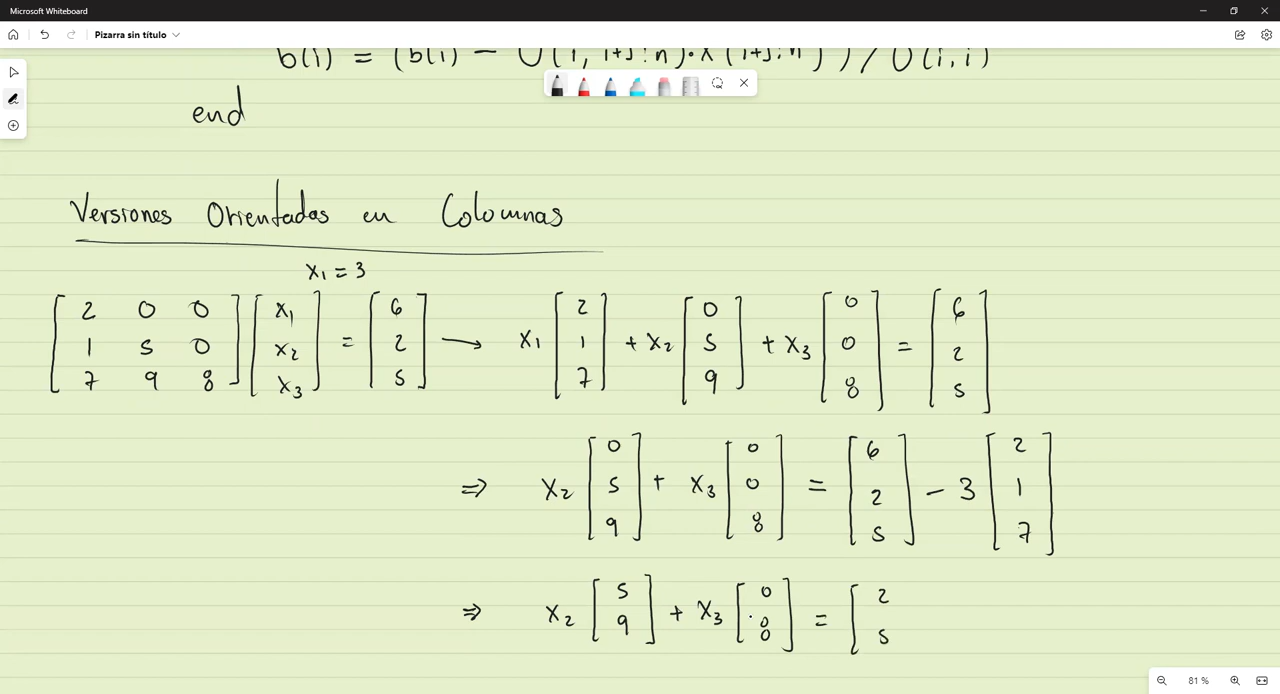 Microsoft Whiteboard
Pizarra sin título
b(i) = (b(i) - U(i, i+1:n)·x(i+1:n)) / U(i,i)
end
Versiones Orientadas en Columnas
x₁ = 3
[2 0 0; 1 5 0; 7 9 8] [x₁; x₂; x₃] = [6; 2; 5] → x₁ [2; 1; 7] + x₂ [0; 5; 9] + x₃ [0; 0; 8] = [6; 2; 5]
⇒ x₂ [0; 5; 9] + x₃ [0; 0; 8] = [6; 2; 5] - 3 [2; 1; 7]
⇒ x₂ [5; 9] + x₃ [0; 8] = [2; 5
81 %